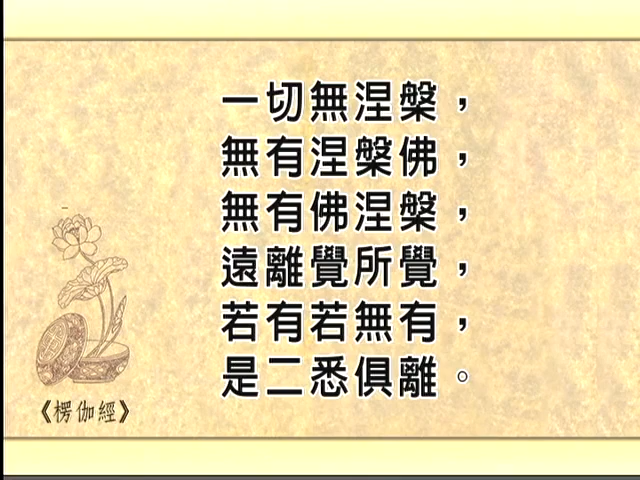 一切無涅槃，
無有涅槃佛，
無有佛涅槃，
遠離覺所覺，
若有若無有，
是二悉俱離。
《楞伽經》